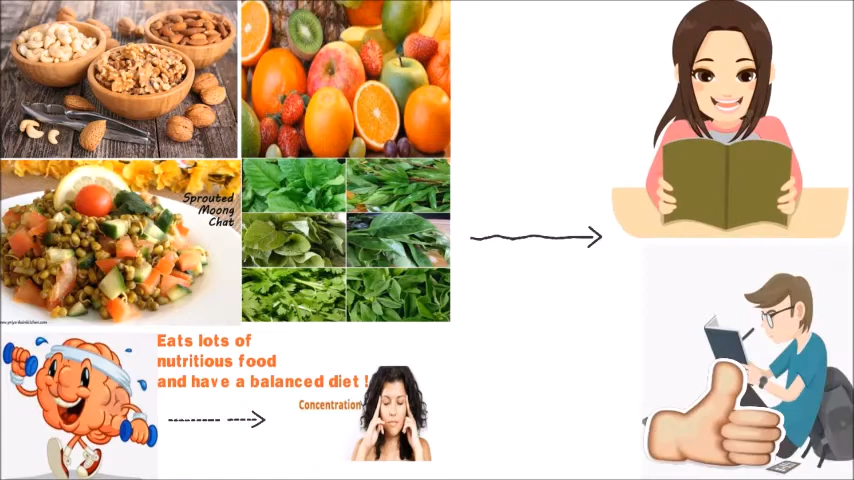 Sprouted
Moong
Chat
Eats lots of
nutritious food
and have a balanced diet !
Concentration